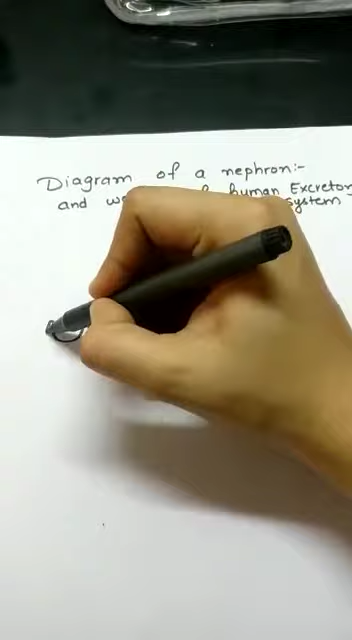 Diagram of a nephron:-
and human Excretory
system